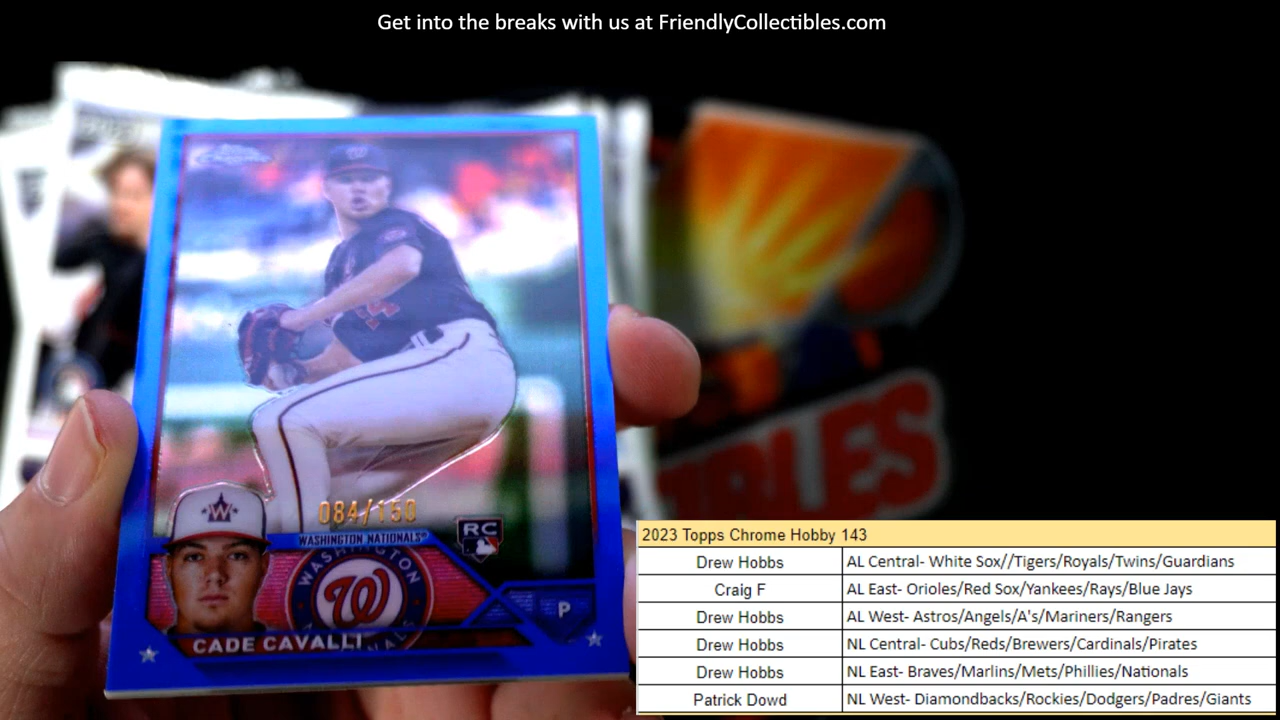 Get into the breaks with us at FriendlyCollectibles.com
CHROME
W
W
084/150
WASHINGTON NATIONALS®
RC
WASHINGTON
W
NATIONALS
P
CADE CAVALLI
BLES
2023 Topps Chrome Hobby 143
Drew Hobbs AL Central- White Sox//Tigers/Royals/Twins/Guardians
Craig F AL East- Orioles/Red Sox/Yankees/Rays/Blue Jays
Drew Hobbs AL West- Astros/Angels/A's/Mariners/Rangers
Drew Hobbs NL Central- Cubs/Reds/Brewers/Cardinals/Pirates
Drew Hobbs NL East- Braves/Marlins/Mets/Phillies/Nationals
Patrick Dowd NL West- Diamondbacks/Rockies/Dodgers/Padres/Giants